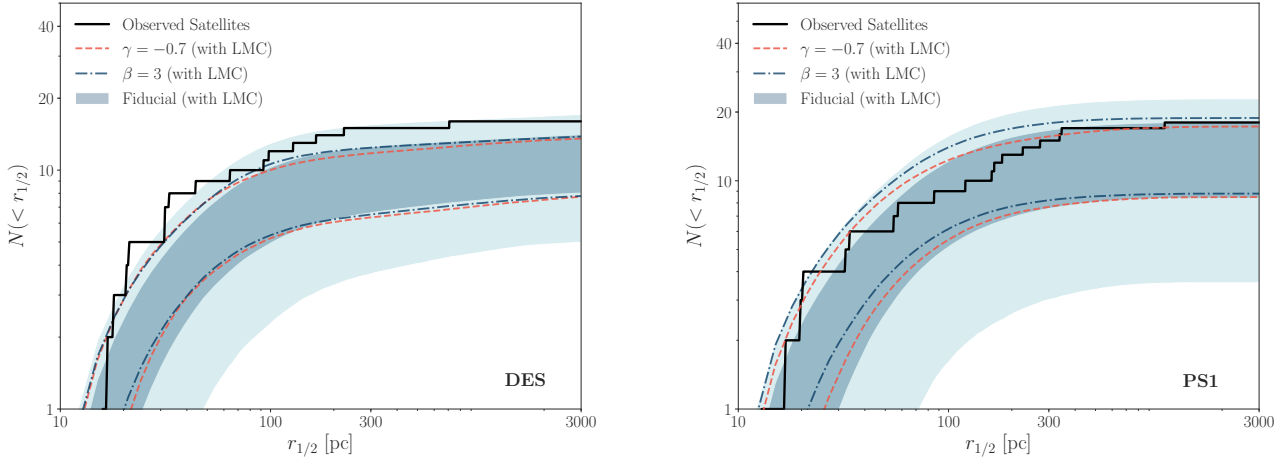 Observed Satellites
γ = −0.7 (with LMC)
β = 3 (with LMC)
Fiducial (with LMC)
40
20
10
1
N(< r1/2)
DES
10
100
300
3000
r1/2 [pc]
Observed Satellites
γ = −0.7 (with LMC)
β = 3 (with LMC)
Fiducial (with LMC)
40
20
10
1
N(< r1/2)
PS1
10
100
300
3000
r1/2 [pc]